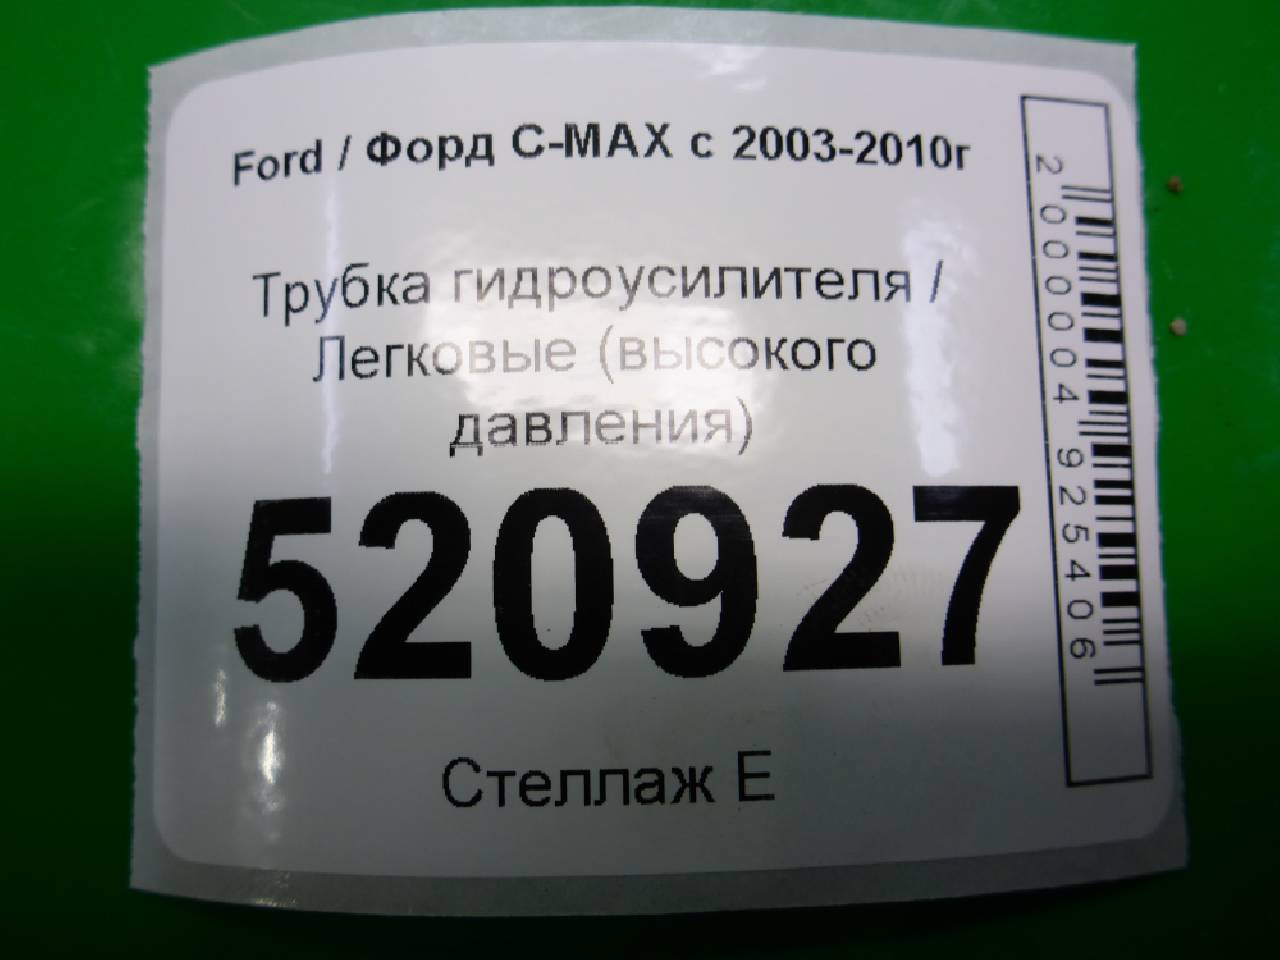 Ford / Форд C-MAX с 2003-2010г
Трубка гидроусилителя /
Легковые (высокого
давления)
520927
Стеллаж Е
2000004925406